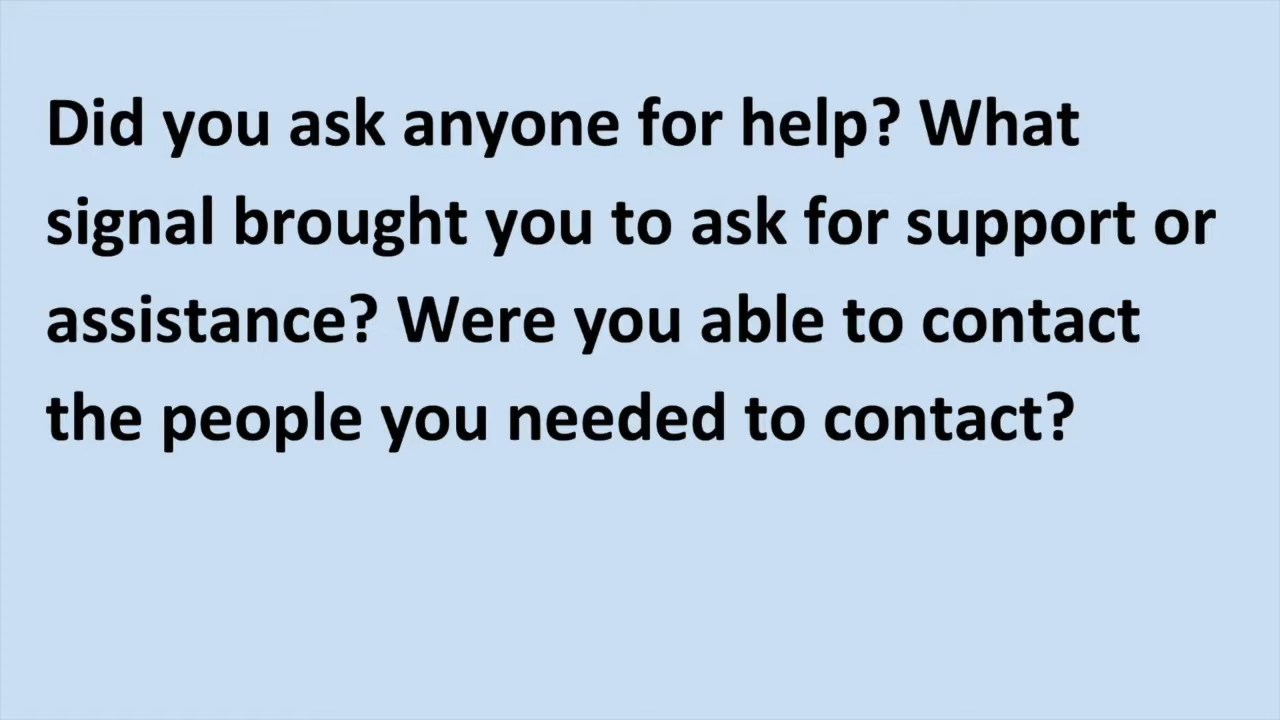 Did you ask anyone for help? What
signal brought you to ask for support or
assistance? Were you able to contact
the people you needed to contact?